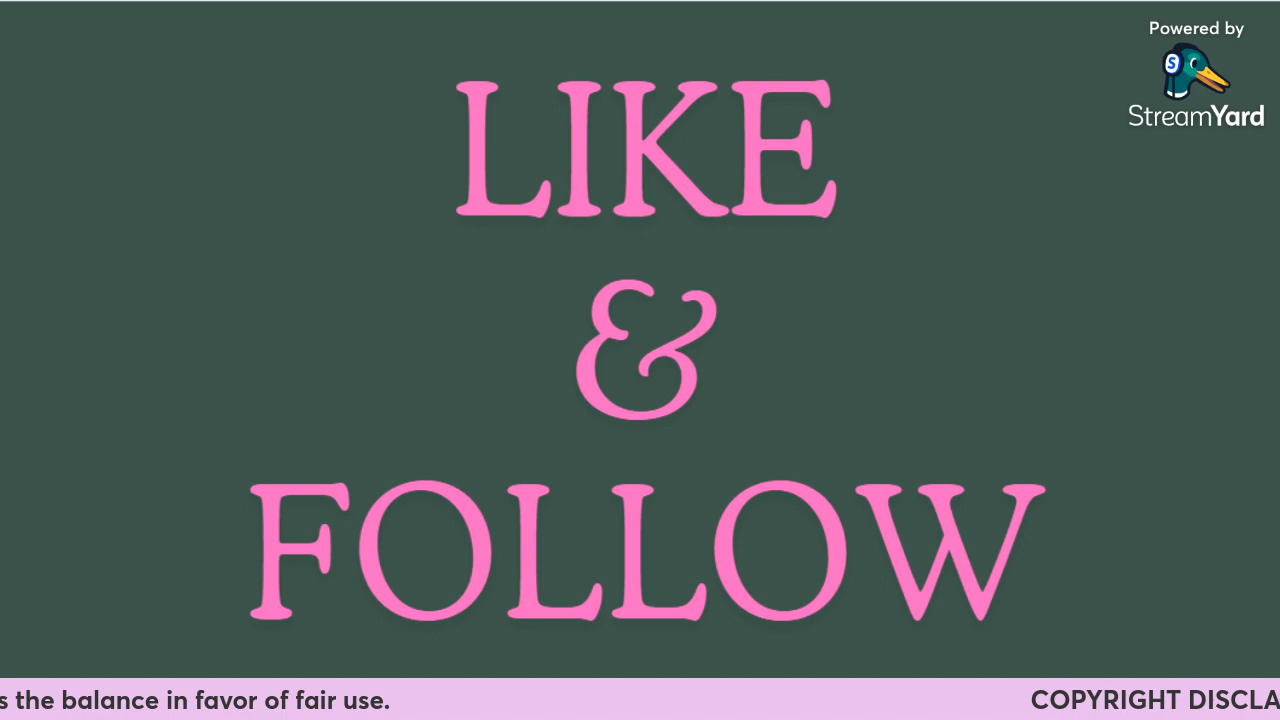 Powered by
StreamYard
LIKE
&
FOLLOW
s the balance in favor of fair use. COPYRIGHT DISCLA